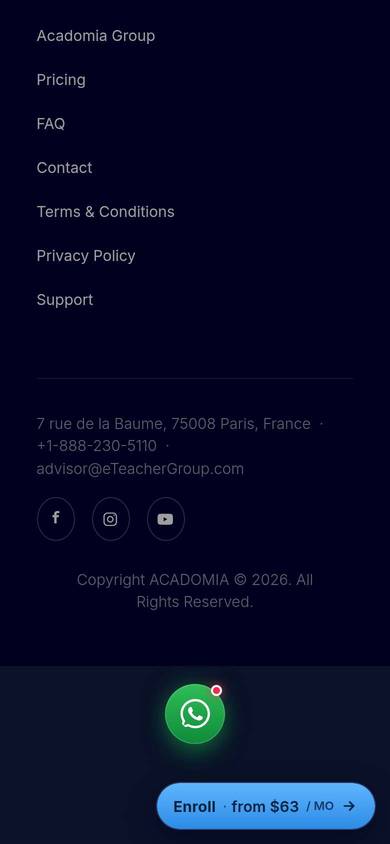 Acadomia Group
Pricing
FAQ
Contact
Terms & Conditions
Privacy Policy
Support
7 rue de la Baume, 75008 Paris, France ·
+1-888-230-5110 ·
advisor@eTeacherGroup.com
Copyright ACADOMIA © 2026. All
Rights Reserved.
Enroll · from $63 / MO →